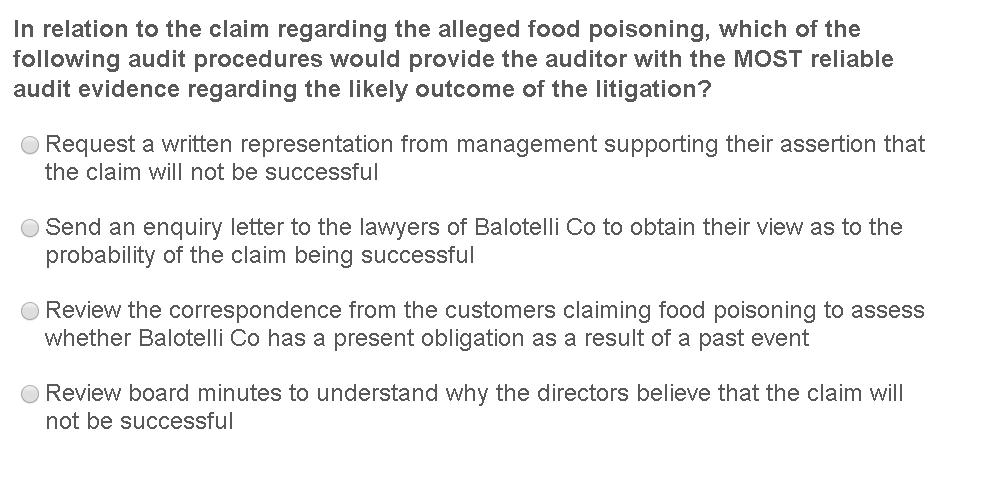 In relation to the claim regarding the alleged food poisoning, which of the
following audit procedures would provide the auditor with the MOST reliable
audit evidence regarding the likely outcome of the litigation?
Request a written representation from management supporting their assertion that
the claim will not be successful
Send an enquiry letter to the lawyers of Balotelli Co to obtain their view as to the
probability of the claim being successful
Review the correspondence from the customers claiming food poisoning to assess
whether Balotelli Co has a present obligation as a result of a past event
Review board minutes to understand why the directors believe that the claim will
not be successful